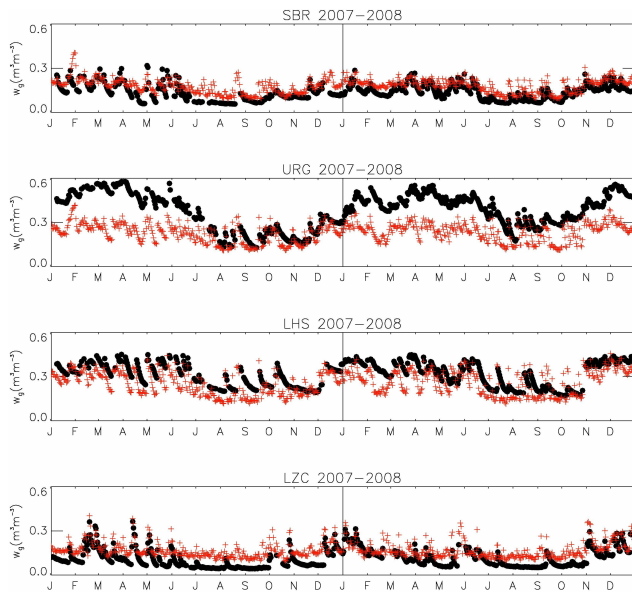 SBR 2007−2008
0.6
0.3
0.0
w_g(m³m⁻³)
J F M A M J J A S O N D J F M A M J J A S O N D
URG 2007−2008
0.6
0.3
0.0
w_g(m³m⁻³)
J F M A M J J A S O N D J F M A M J J A S O N D
LHS 2007−2008
0.6
0.3
0.0
w_g(m³m⁻³)
J F M A M J J A S O N D J F M A M J J A S O N D
LZC 2007−2008
0.6
0.3
0.0
w_g(m³m⁻³)
J F M A M J J A S O N D J F M A M J J A S O N D